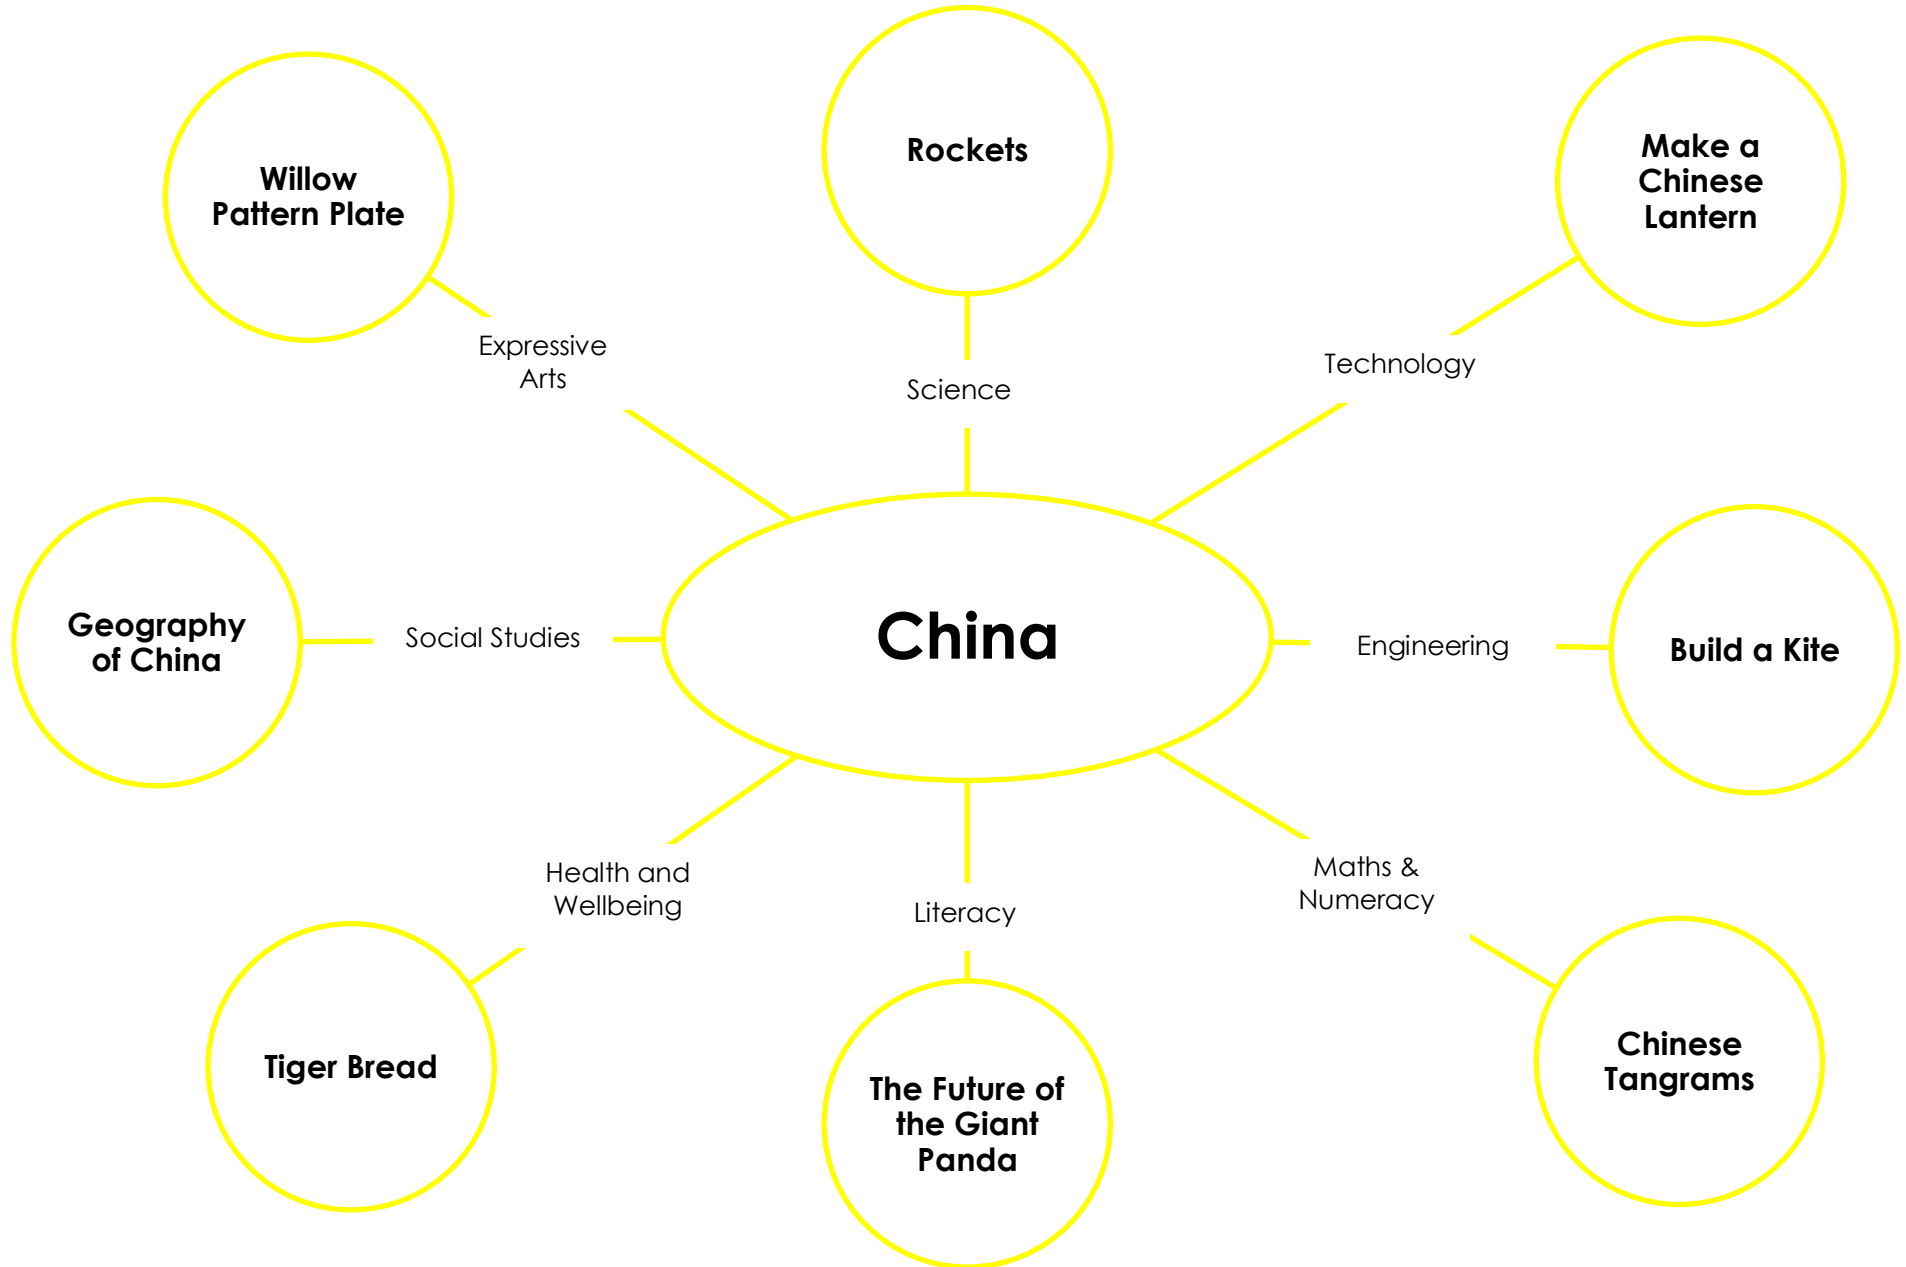 Rockets
Make a
Chinese
Lantern
Willow
Pattern Plate
Expressive
Arts
Science
Technology
Geography
of China
Social Studies
China
Engineering
Build a Kite
Health and
Wellbeing
Literacy
Maths &
Numeracy
Tiger Bread
The Future of
the Giant
Panda
Chinese
Tangrams